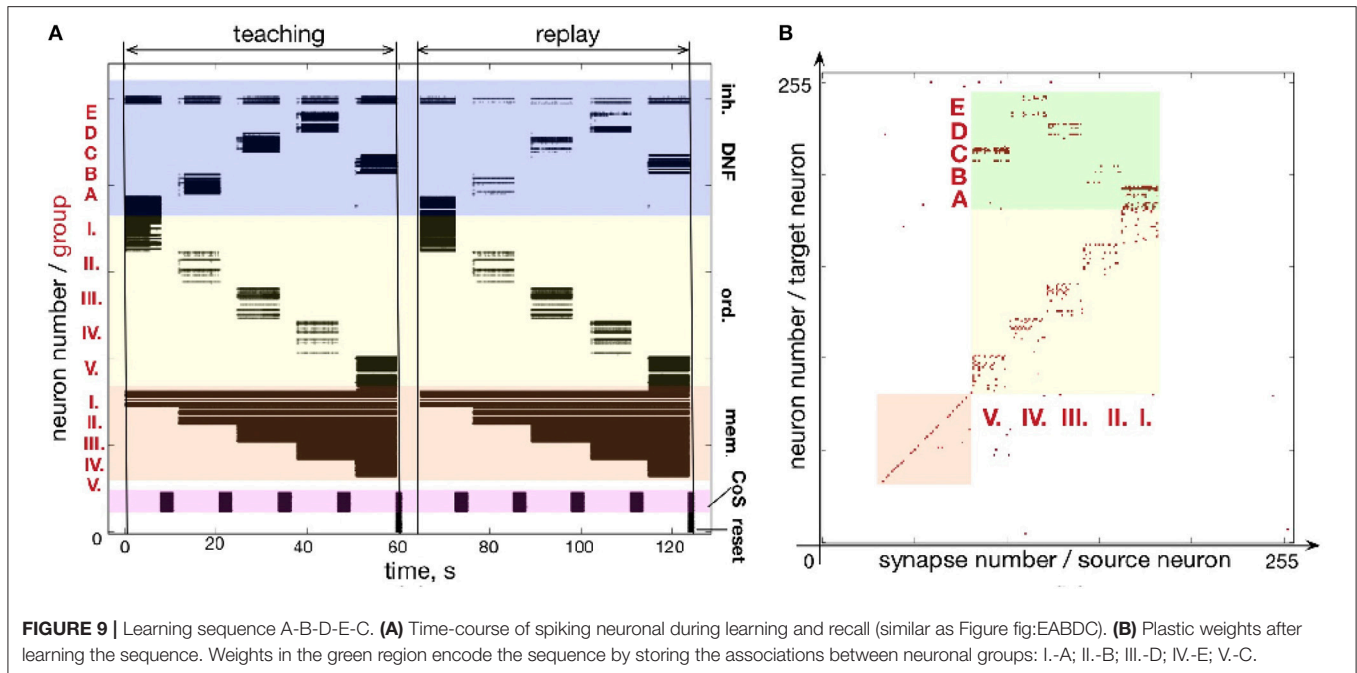 A
teaching
replay
inh.
DNF
ord.
mem.
CoS
reset
neuron number / group
E
D
C
B
A
I.
II.
III.
IV.
V.
I.
II.
III.
IV.
V.
0
0
20
40
60
80
100
120
time, s
B
255
neuron number / target neuron
E
D
C
B
A
V.
IV.
III.
II.
I.
0
synapse number / source neuron
255
FIGURE 9 | Learning sequence A-B-D-E-C. (A) Time-course of spiking neuronal during learning and recall (similar as Figure fig:EABDC). (B) Plastic weights after
learning the sequence. Weights in the green region encode the sequence by storing the associations between neuronal groups: I.-A; II.-B; III.-D; IV.-E; V.-C.